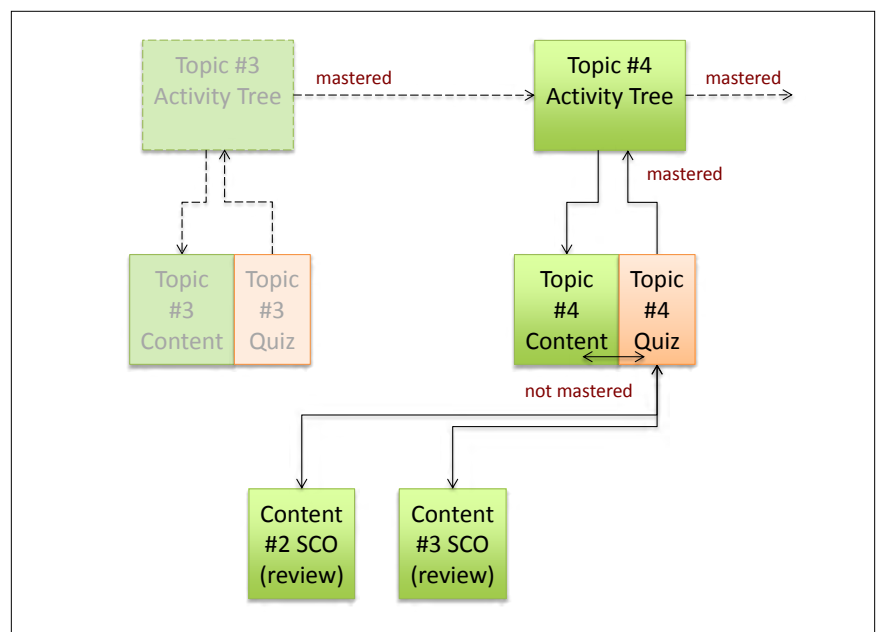 Topic #3
Activity Tree
mastered
Topic #4
Activity Tree
mastered
mastered
Topic
#3
Content
Topic
#3
Quiz
Topic
#4
Content
Topic
#4
Quiz
not mastered
Content
#2 SCO
(review)
Content
#3 SCO
(review)